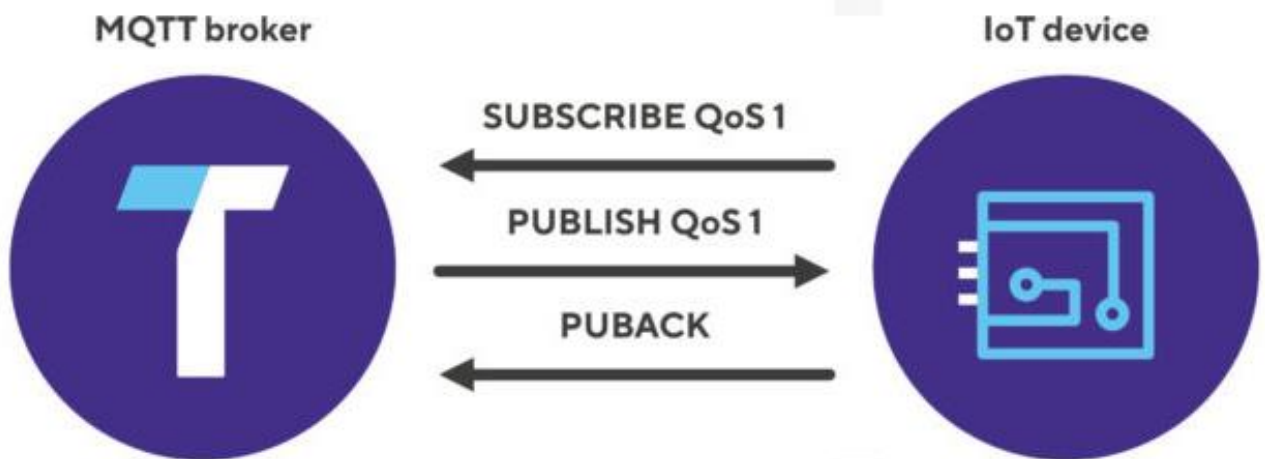 MQTT broker
IoT device
SUBSCRIBE QoS 1
PUBLISH QoS 1
PUBACK